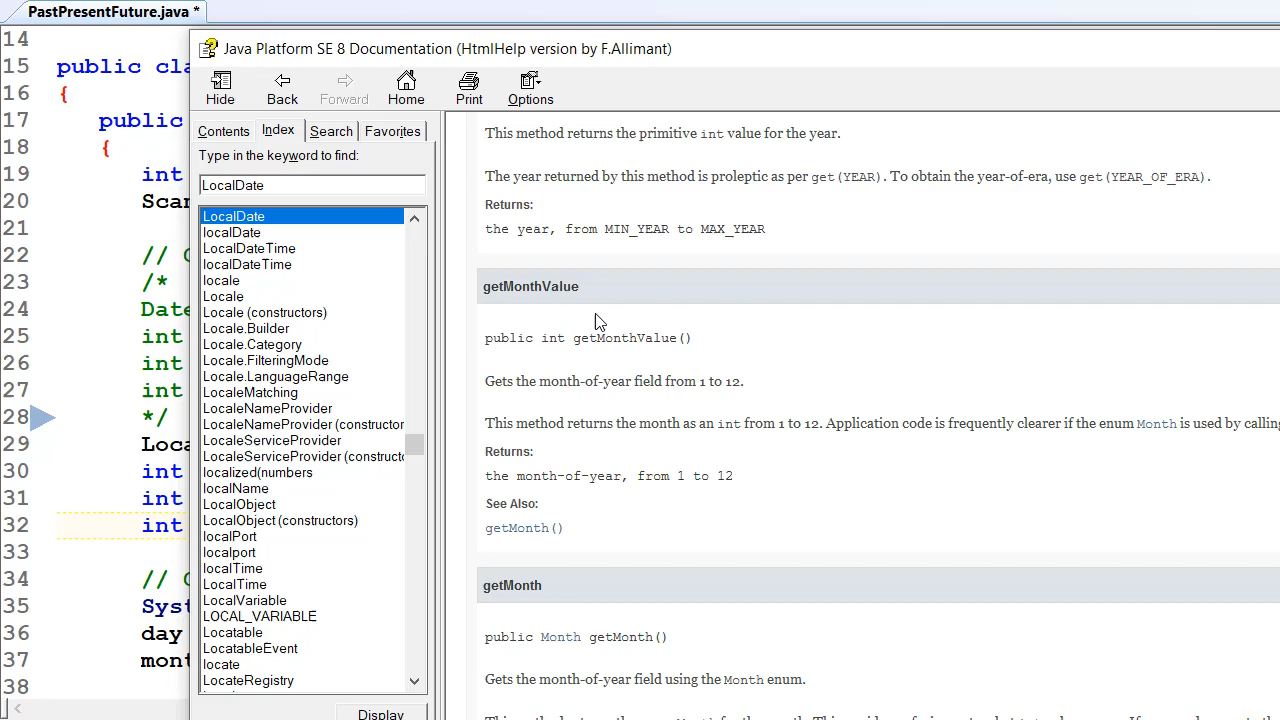 PastPresentFuture.java *
Java Platform SE 8 Documentation (HtmlHelp version by F.Allimant)
Hide
Back
Forward
Home
Print
Options
Contents
Index
Search
Favorites
Type in the keyword to find:
LocalDate
LocalDate
localDate
LocalDateTime
localDateTime
locale
Locale
Locale (constructors)
Locale.Builder
Locale.Category
Locale.FilteringMode
Locale.LanguageRange
LocaleMatching
LocaleNameProvider
LocaleNameProvider (constructor
LocaleServiceProvider
LocaleServiceProvider (constructo
localized(numbers
localName
LocalObject
LocalObject (constructors)
localPort
localport
localTime
LocalTime
LocalVariable
LOCAL_VARIABLE
Locatable
LocatableEvent
locate
LocateRegistry
Display
This method returns the primitive int value for the year.
The year returned by this method is proleptic as per get(YEAR). To obtain the year-of-era, use get(YEAR_OF_ERA).
Returns:
the year, from MIN_YEAR to MAX_YEAR
getMonthValue
public int getMonthValue()
Gets the month-of-year field from 1 to 12.
This method returns the month as an int from 1 to 12. Application code is frequently clearer if the enum Month is used by calling
Returns:
the month-of-year, from 1 to 12
See Also:
getMonth()
getMonth
public Month getMonth()
Gets the month-of-year field using the Month enum.
14
15 public cla
16 {
17 public
18 {
19 int
20 Scan
21
22 //
23 /*
24 Date
25 int
26 int
27 int
28 */
29 Loca
30 int
31 int
32 int
33
34 //
35 Syst
36 day
37 mont
38